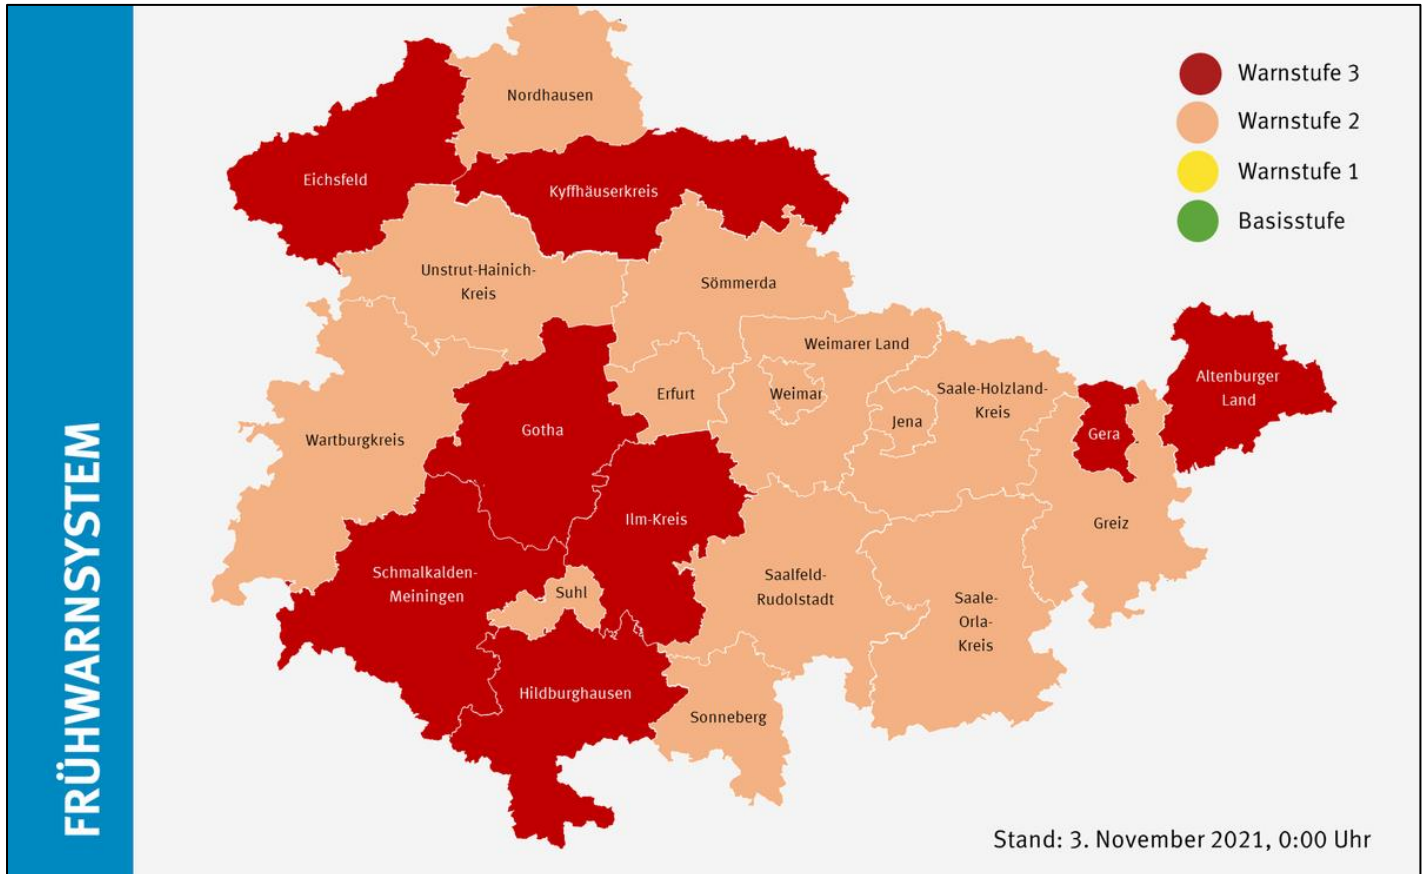 FRÜHWARNSYSTEM
Warnstufe 3
Warnstufe 2
Warnstufe 1
Basisstufe
Nordhausen
Eichsfeld
Kyffhäuserkreis
Unstrut-Hainich-
Kreis
Sömmerda
Weimarer Land
Erfurt
Weimar
Saale-Holzland-
Kreis
Jena
Gera
Altenburger
Land
Wartburgkreis
Gotha
Ilm-Kreis
Greiz
Schmalkalden-
Meiningen
Suhl
Saalfeld-
Rudolstadt
Saale-
Orla-
Kreis
Hildburghausen
Sonneberg
Stand: 3. November 2021, 0:00 Uhr